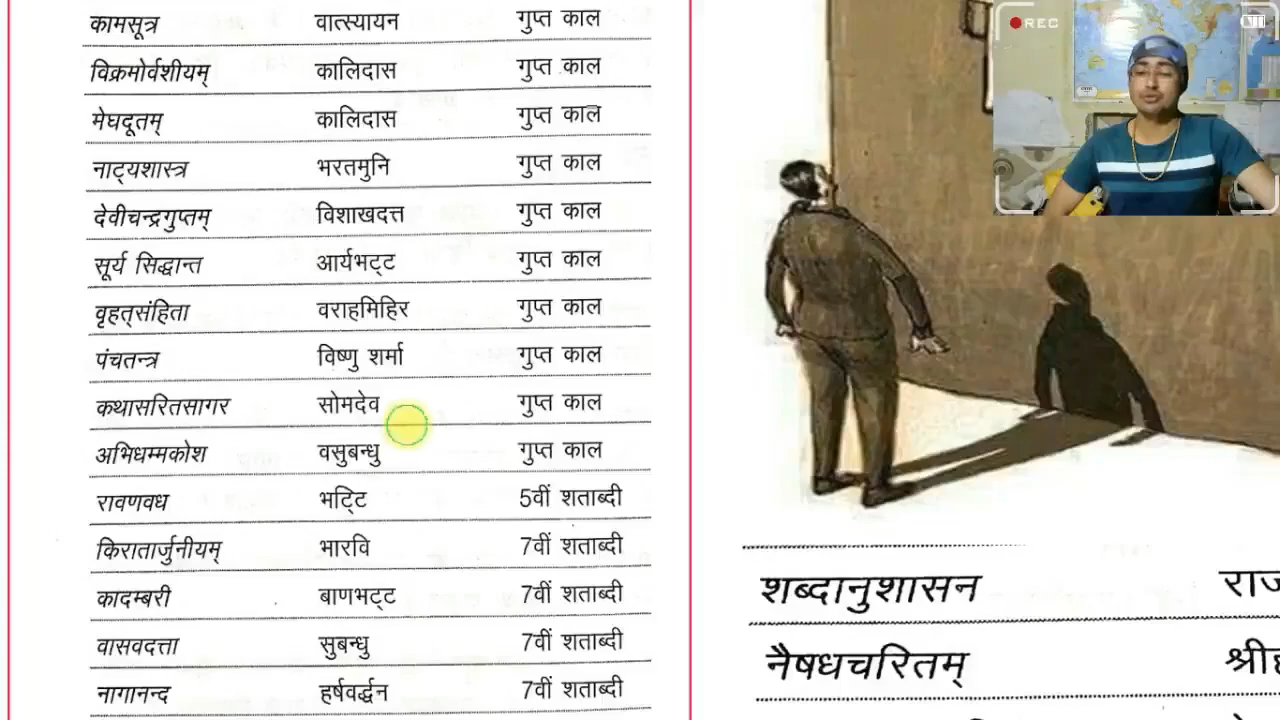 REC
कामसूत्र वात्स्यायन गुप्त काल
विक्रमोर्वशीयम् कालिदास गुप्त काल
मेघदूतम् कालिदास गुप्त काल
नाट्यशास्त्र भरतमुनि गुप्त काल
देवीचन्द्रगुप्तम् विशाखदत्त गुप्त काल
सूर्य सिद्धान्त आर्यभट्ट गुप्त काल
वृहत्संहिता वराहमिहिर गुप्त काल
पंचतन्त्र विष्णु शर्मा गुप्त काल
कथासरितसागर सोमदेव गुप्त काल
अभिधम्मकोश वसुबन्धु गुप्त काल
रावणवध भट्टि 5वीं शताब्दी
किरातार्जुनीयम् भारवि 7वीं शताब्दी
कादम्बरी बाणभट्ट 7वीं शताब्दी
वासवदत्ता सुबन्धु 7वीं शताब्दी
नागानन्द हर्षवर्द्धन 7वीं शताब्दी
शब्दानुशासन
नैषधचरितम्